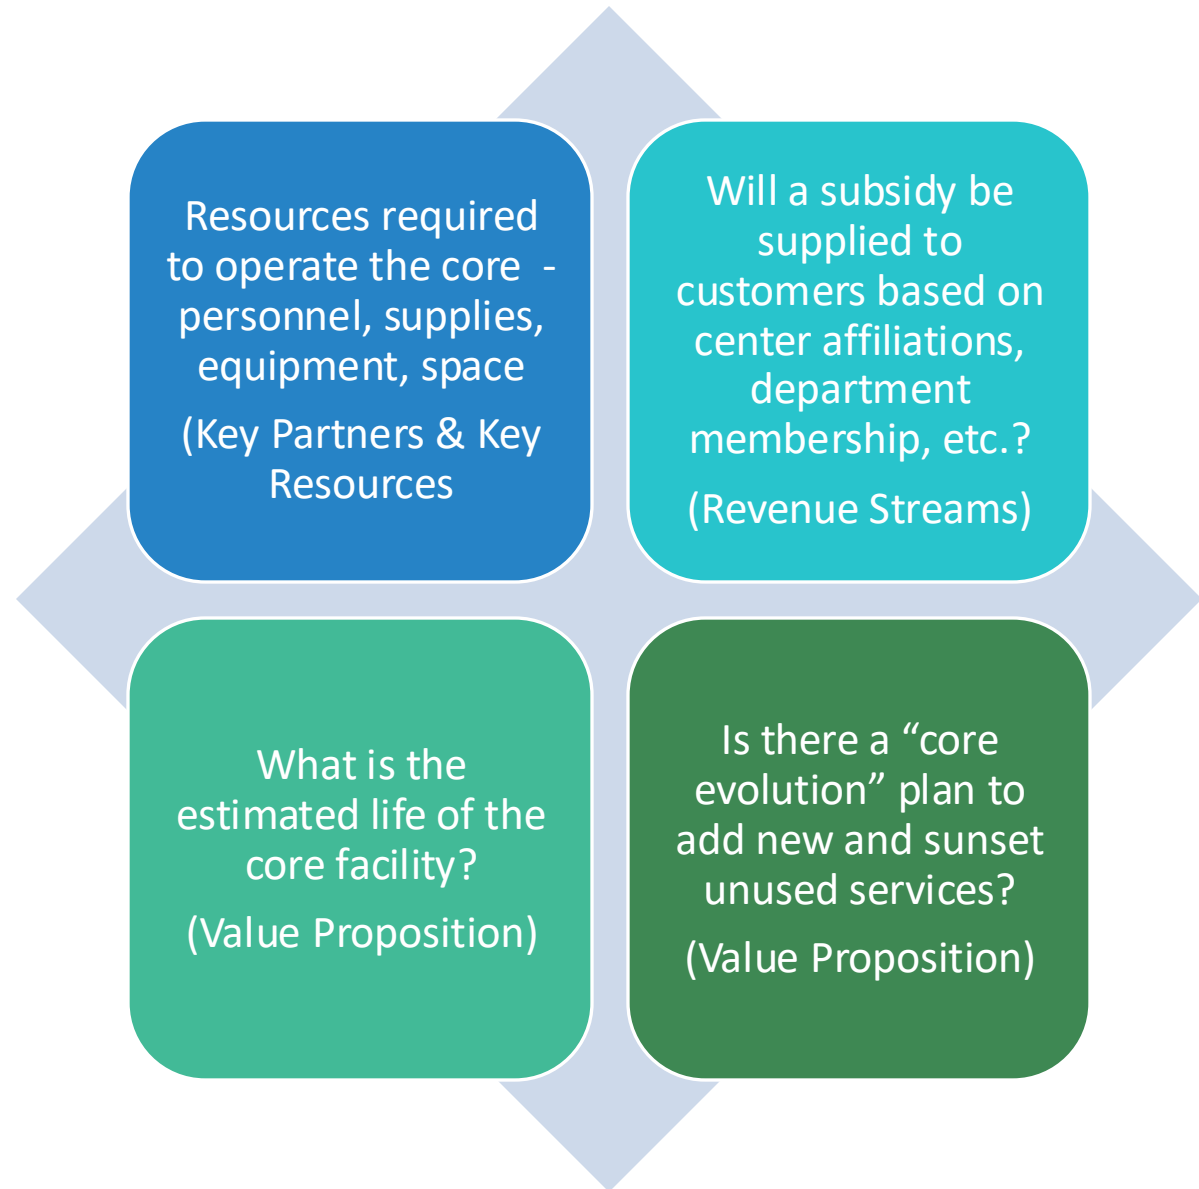 Resources required
to operate the core  -
personnel, supplies,
equipment, space
(Key Partners & Key
Resources
Will a subsidy be
supplied to
customers based on
center affiliations,
department
membership, etc.?
(Revenue Streams)
What is the
estimated life of the
core facility?
(Value Proposition)
Is there a “core
evolution” plan to
add new and sunset
unused services?
(Value Proposition)